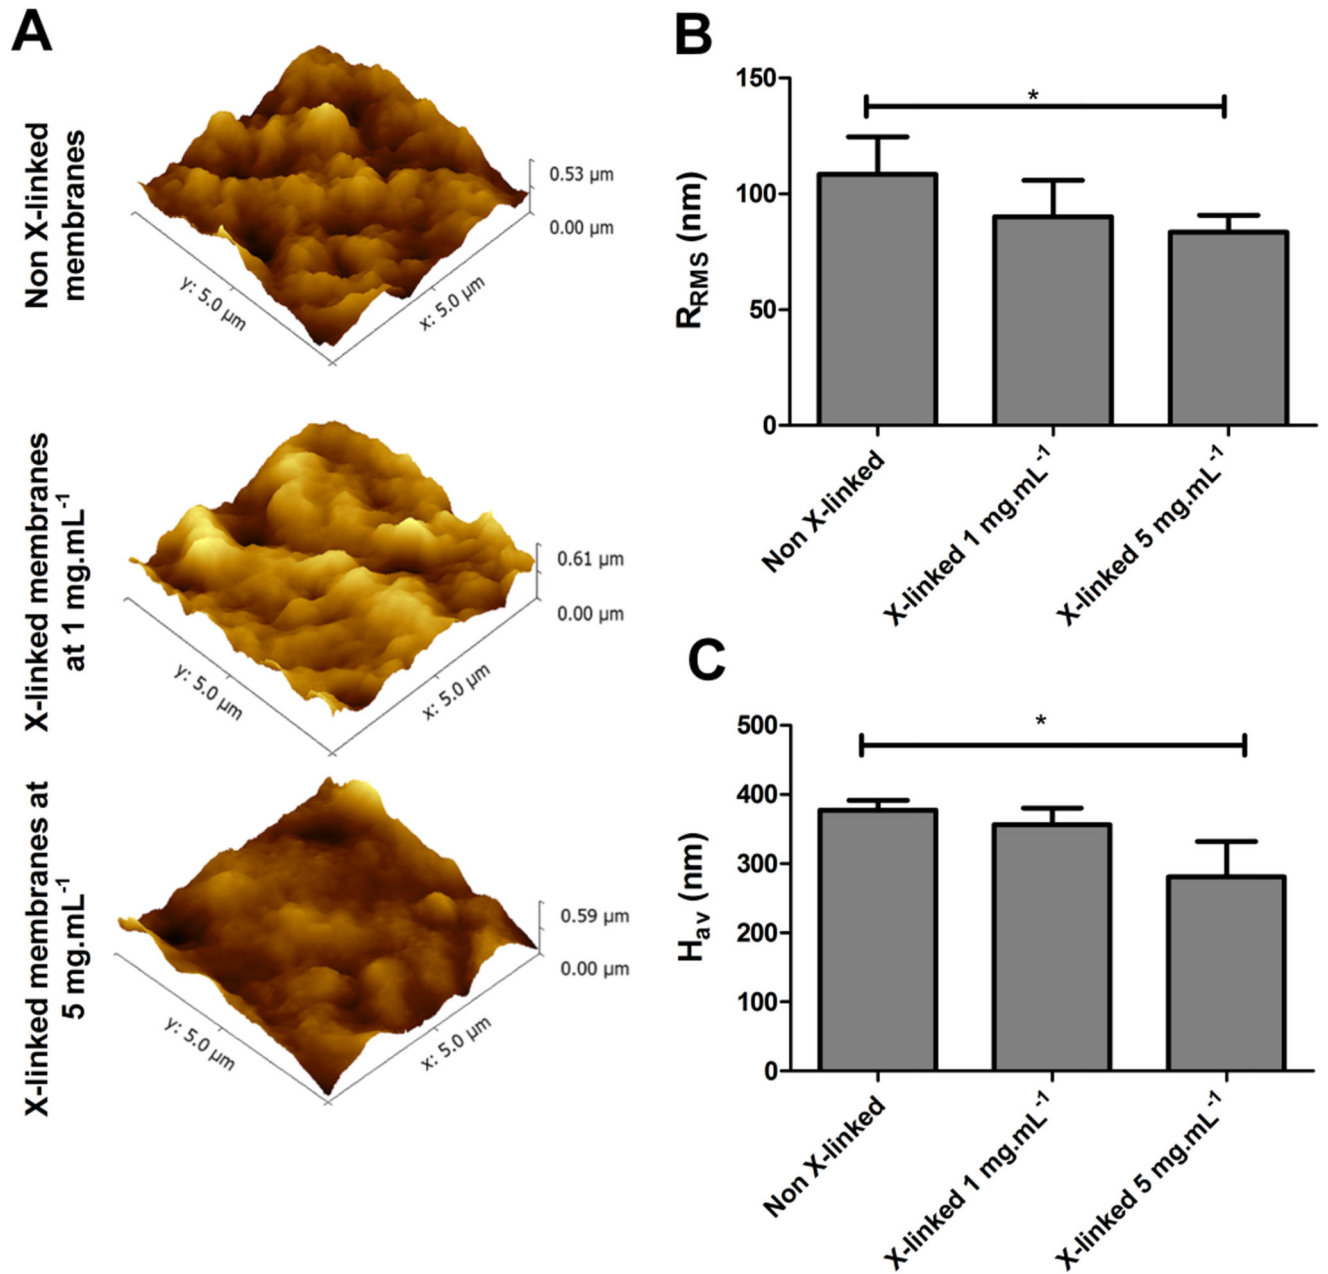 A
Non X-linked
membranes
0.53 µm
0.00 µm
y: 5.0 µm
x: 5.0 µm
X-linked membranes
at 1 mg.mL⁻¹
0.61 µm
0.00 µm
y: 5.0 µm
x: 5.0 µm
X-linked membranes at
5 mg.mL⁻¹
0.59 µm
0.00 µm
y: 5.0 µm
x: 5.0 µm
B
R_RMS (nm)
150
100
50
0
*
Non X-linked
X-linked 1 mg.mL⁻¹
X-linked 5 mg.mL⁻¹
C
H_av (nm)
500
400
300
200
100
0
*
Non X-linked
X-linked 1 mg.mL⁻¹
X-linked 5 mg.mL⁻¹